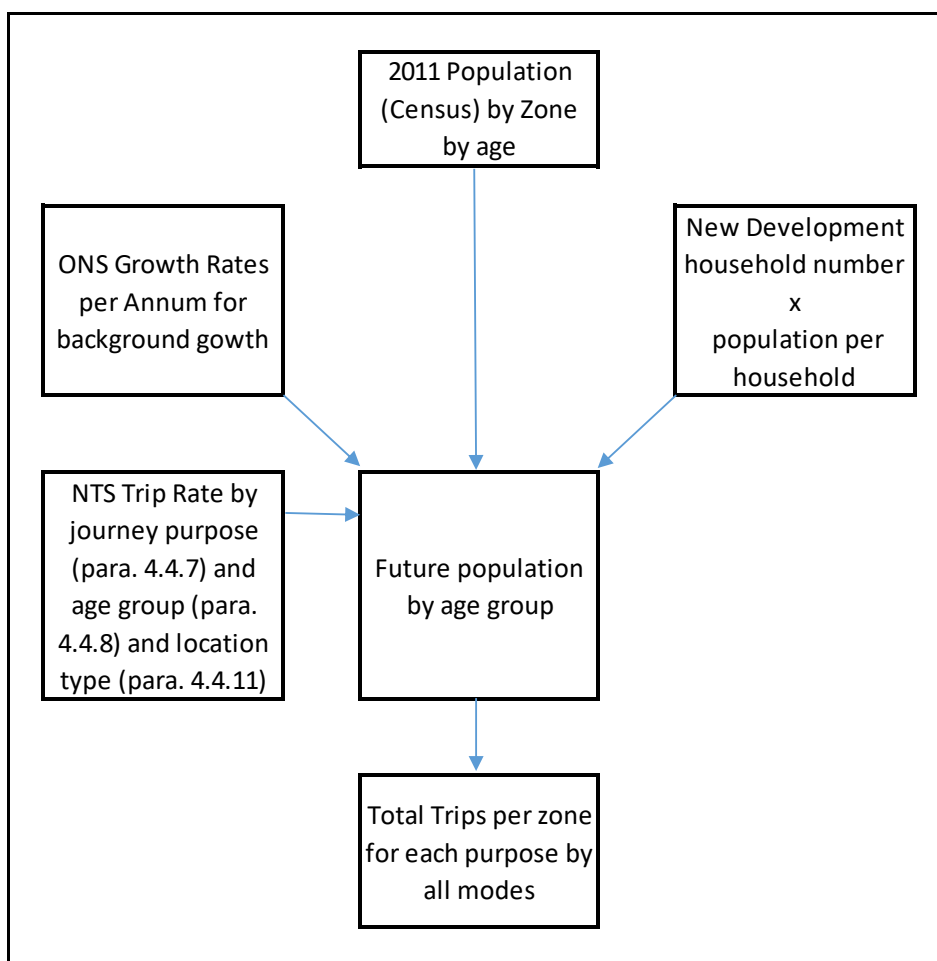 2011 Population
(Census) by Zone
by age
ONS Growth Rates
per Annum for
background gowth
New Development
household number
x
population per
household
NTS Trip Rate by
journey purpose
(para. 4.4.7) and
age group (para.
4.4.8) and location
type (para. 4.4.11)
Future population
by age group
Total Trips per zone
for each purpose by
all modes